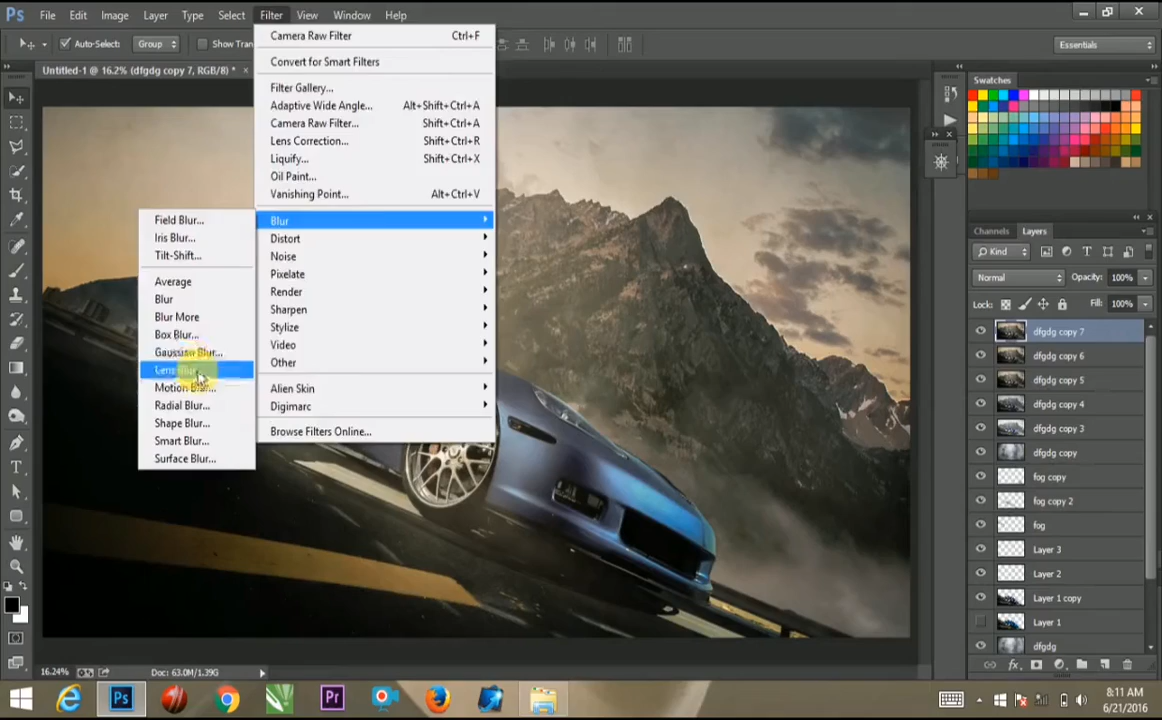 Ps File Edit Image Layer Type Select Filter View Window Help
Auto-Select: Group Show Tran
Essentials
Untitled-1 @ 16.2% (dfgdg copy 7, RGB/8) * ×
Camera Raw Filter Ctrl+F
Convert for Smart Filters
Filter Gallery...
Adaptive Wide Angle... Alt+Shift+Ctrl+A
Camera Raw Filter... Shift+Ctrl+A
Lens Correction... Shift+Ctrl+R
Liquify... Shift+Ctrl+X
Oil Paint...
Vanishing Point... Alt+Ctrl+V
Blur
Distort
Noise
Pixelate
Render
Sharpen
Stylize
Video
Other
Alien Skin
Digimarc
Browse Filters Online...
Field Blur...
Iris Blur...
Tilt-Shift...
Average
Blur
Blur More
Box Blur...
Gaussian Blur...
Lens Blur...
Motion Blur...
Radial Blur...
Shape Blur...
Smart Blur...
Surface Blur...
Swatches
Channels Layers
Kind
Normal Opacity: 100%
Lock: Fill: 100%
dfgdg copy 7
dfgdg copy 6
dfgdg copy 5
dfgdg copy 4
dfgdg copy 3
dfgdg copy
fog copy
fog copy 2
fog
Layer 3
Layer 2
Layer 1 copy
Layer 1
dfgdg
fx
16.24% Doc: 63.0M/1.39G
Ps Pr
8:11 AM
6/21/2016